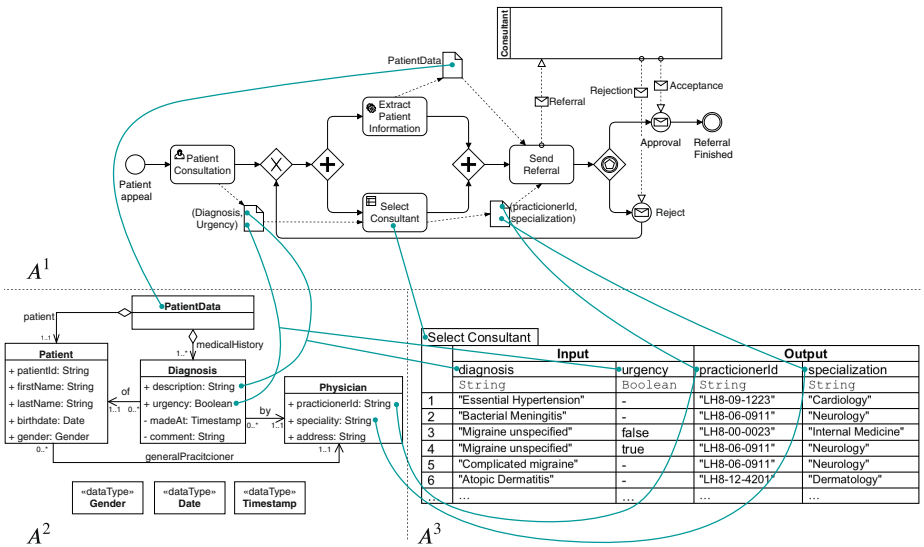 Consultant
PatientData
Referral
Rejection
Acceptance
Extract
Patient
Information
Patient
Consultation
Send
Referral
Approval
Referral
Finished
Patient
appeal
X
(Diagnosis,
Urgency)
Select
Consultant
(practicionerId,
specialization)
Reject
A1
PatientData
patient
1..1
medicalHistory
1..*
Patient
+ patientId: String
+ firstName: String
+ lastName: String
+ birthdate: Date
+ gender: Gender
of
1..1
0..*
Diagnosis
+ description: String
+ urgency: Boolean
- madeAt: Timestamp
- comment: String
by
0..*
1..1
Physician
+ practicionerId: String
+ speciality: String
+ address: String
0..*
generalPracitcioner
1..1
«dataType»
Gender
«dataType»
Date
«dataType»
Timestamp
A2
Select Consultant
Input Output
diagnosis urgency practicionerId specialization
String Boolean String String
1 "Essential Hypertension" - "LH8-09-1223" "Cardiology"
2 "Bacterial Meningitis" - "LH8-06-0911" "Neurology"
3 "Migraine unspecified" false "LH8-00-0023" "Internal Medicine"
4 "Migraine unspecified" true "LH8-06-0911" "Neurology"
5 "Complicated migraine" - "LH8-06-0911" "Neurology"
6 "Atopic Dermatitis" - "LH8-12-4201" "Dermatology"
... ... ... ... ...
A3